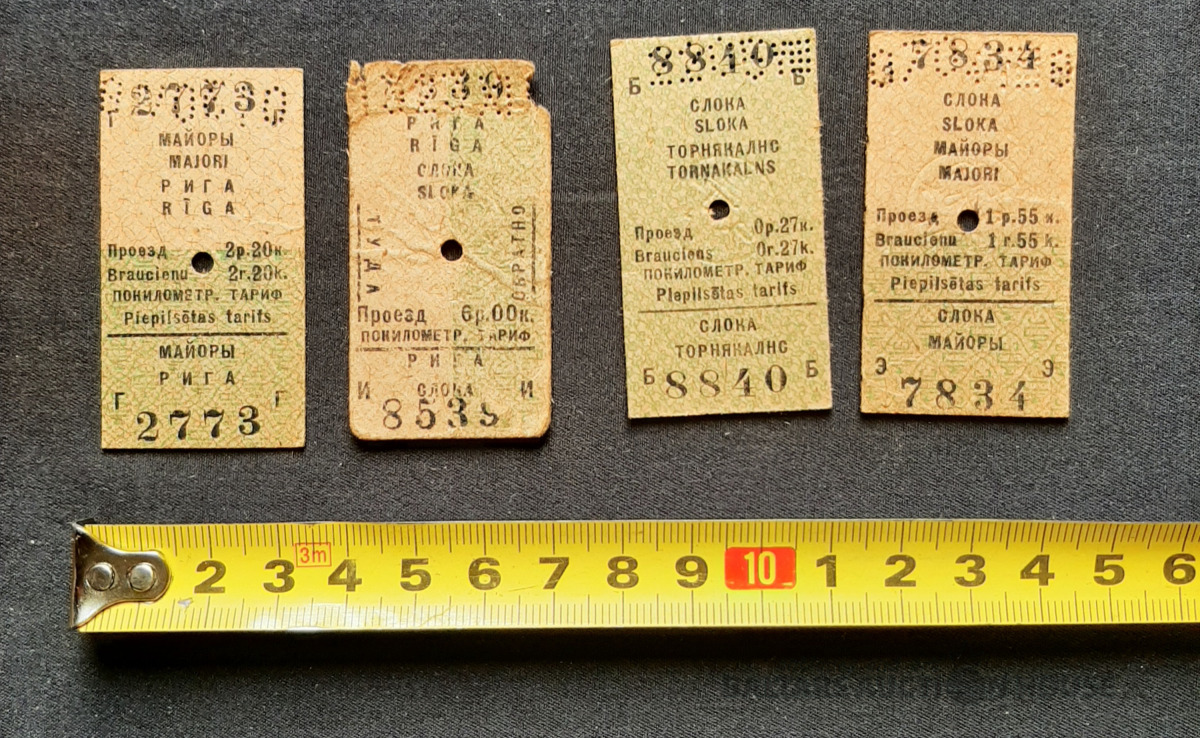 2773
Г Г
МАЙОРЫ
MAJORI
РИГА
RĪGA
Проезд 2р.20к.
Braucienu 2r.20k.
ПОКИЛОМЕТР. ТАРИФ
Piepilsētas tarifs
МАЙОРЫ
РИГА
Г Г
2773
РИГА
RĪGA
СЛОКА
SLOKA
ТУДА
ОБРАТНО
Проезд 6р.00к.
ПОКИЛОМЕТР. ТАРИФ
РИГА
И СЛОКА И
8539
8840
Б Б
СЛОКА
SLOKA
ТОРНЯКАЛНС
TORŅAKALNS
Проезд 0р.27к.
Brauciens 0r.27k.
ПОКИЛОМЕТР. ТАРИФ
Piepilsētas tarifs
СЛОКА
ТОРНЯКАЛНС
Б 8840 Б
7834
СЛОКА
SLOKA
МАЙОРЫ
MAJORI
Проезд 1р.55к.
Braucienu 1r.55k.
ПОКИЛОМЕТР. ТАРИФ
Piepilsētas tarifs
СЛОКА
МАЙОРЫ
Э Э
7834
3m
2 3 4 5 6 7 8 9 10 1 2 3 4 5 6